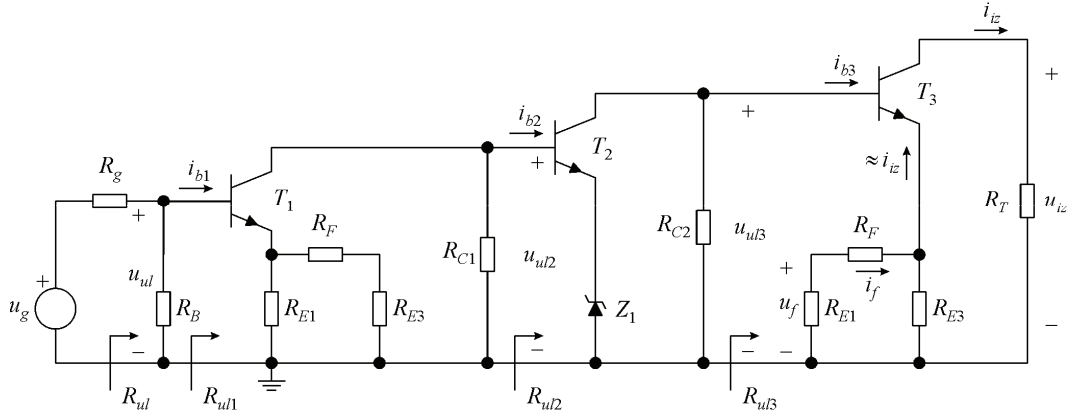 i_iz
i_b3
+
T_3
i_b2
T_2
+
+
≈ i_iz
R_g
i_b1
T_1
R_F
R_T
u_iz
+
R_C1
u_ul2
R_C2
u_ul3
R_F
+
i_f
+
u_g
u_ul
R_B
R_E1
R_E3
Z_1
u_f
R_E1
R_E3
−
−
−
−
−
R_ul
R_ul1
R_ul2
R_ul3